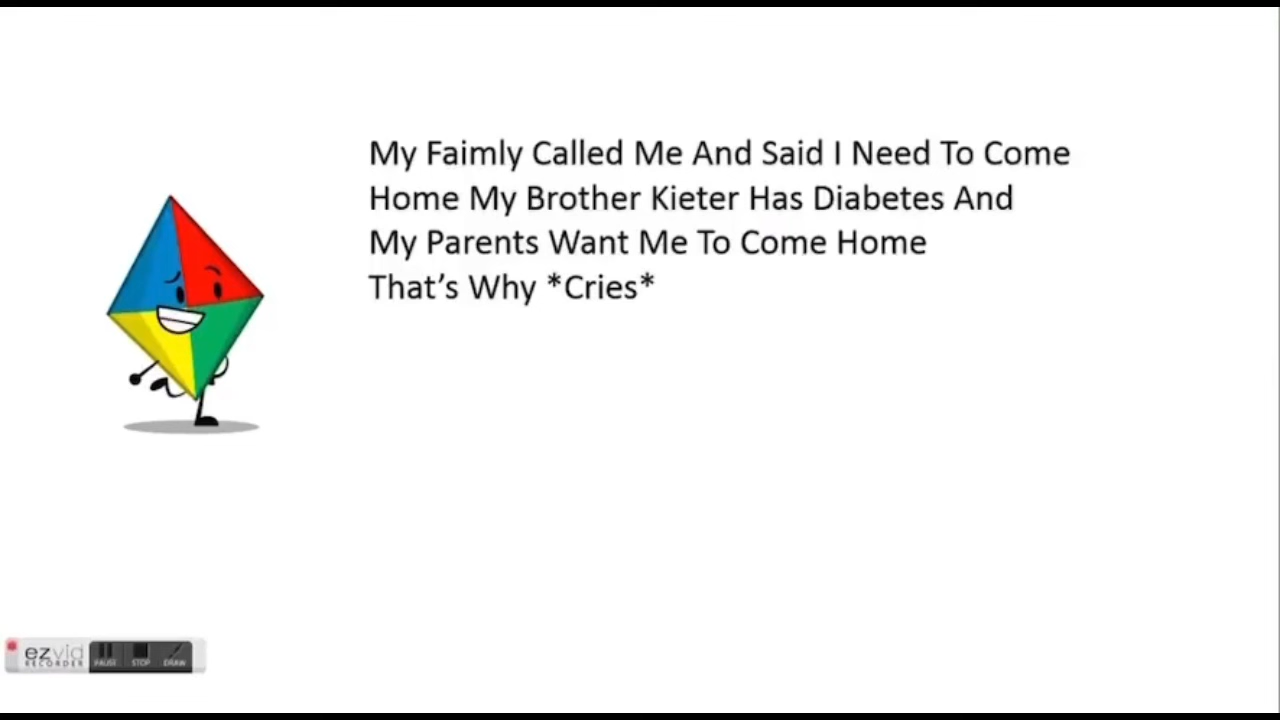 My Faimly Called Me And Said I Need To Come
Home My Brother Kieter Has Diabetes And
My Parents Want Me To Come Home
That’s Why *Cries*
ezvid
RECORDER
PAUSE STOP DRAW